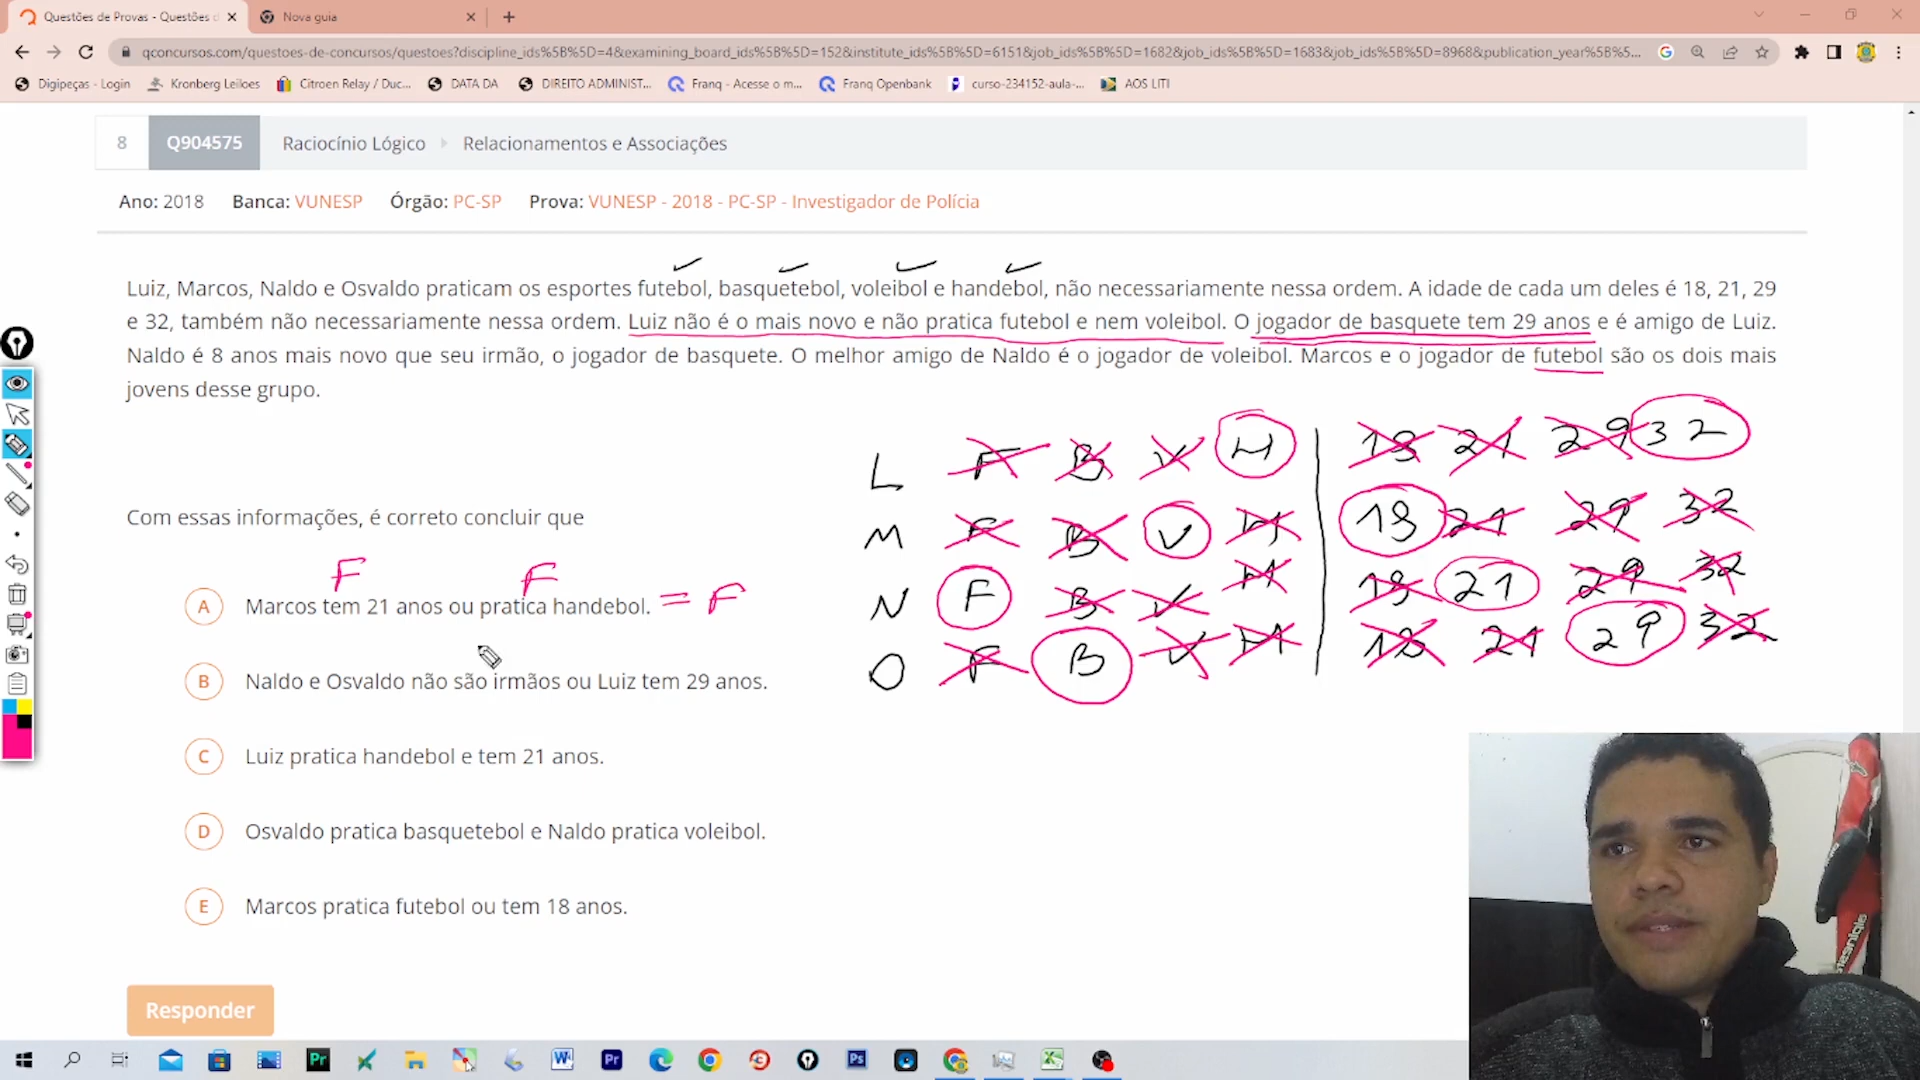 Questões de Provas - Questões d
Nova guia
qconcursos.com/questoes-de-concursos/questoes?discipline_ids%5B%5D=4&examining_board_ids%5B%5D=152&institute_ids%5B%5D=6151&job_ids%5B%5D=1682&job_ids%5B%5D=1683&job_ids%5B%5D=8968&publication_year%5B%5...
Digipeças - Login Kronberg Leiloes Citroen Relay / Duc... DATA DA DIREITO ADMINIST... Franq - Acesse o m... Franq Openbank curso-234152-aula-... AOS LITI
8 Q904575 Raciocínio Lógico Relacionamentos e Associações
Ano: 2018 Banca: VUNESP Órgão: PC-SP Prova: VUNESP - 2018 - PC-SP - Investigador de Polícia
Luiz, Marcos, Naldo e Osvaldo praticam os esportes futebol, basquetebol, voleibol e handebol, não necessariamente nessa ordem. A idade de cada um deles é 18, 21, 29
e 32, também não necessariamente nessa ordem. Luiz não é o mais novo e não pratica futebol e nem voleibol. O jogador de basquete tem 29 anos e é amigo de Luiz.
Naldo é 8 anos mais novo que seu irmão, o jogador de basquete. O melhor amigo de Naldo é o jogador de voleibol. Marcos e o jogador de futebol são os dois mais
jovens desse grupo.
L F B V H 18 21 29 32
M F B V H 18 21 29 32
N F B V H 18 21 29 32
O F B V H 18 21 29 32
Com essas informações, é correto concluir que
F F
A Marcos tem 21 anos ou pratica handebol. = F
B Naldo e Osvaldo não são irmãos ou Luiz tem 29 anos.
C Luiz pratica handebol e tem 21 anos.
D Osvaldo pratica basquetebol e Naldo pratica voleibol.
E Marcos pratica futebol ou tem 18 anos.
Responder